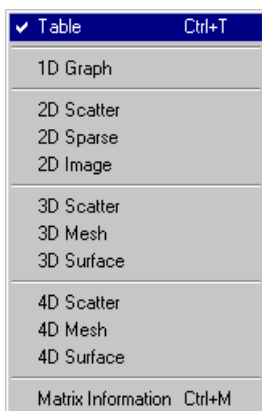 Table Ctrl+T
1D Graph
2D Scatter
2D Sparse
2D Image
3D Scatter
3D Mesh
3D Surface
4D Scatter
4D Mesh
4D Surface
Matrix Information Ctrl+M